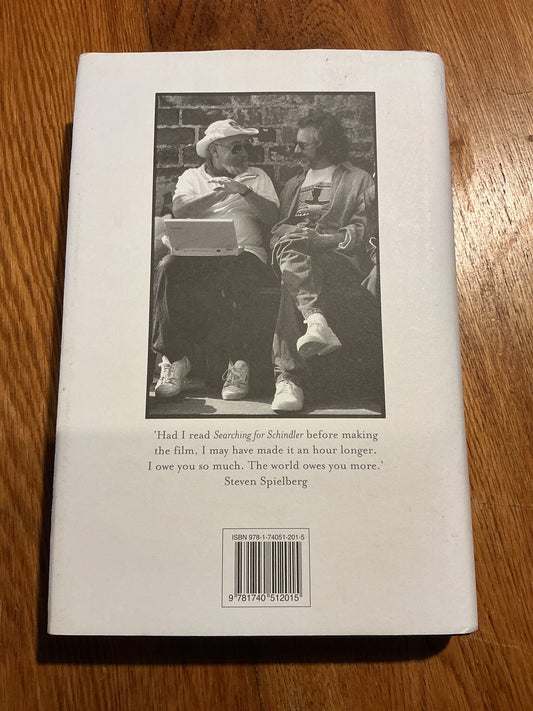 ‘Had I read Searching for Schindler before making
the film, I may have made it an hour longer.
I owe you so much. The world owes you more.’
Steven Spielberg
ISBN 978-1-74051-201-5
9 781740 512015